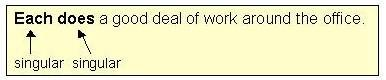 Each does a good deal of work around the office.
singular singular